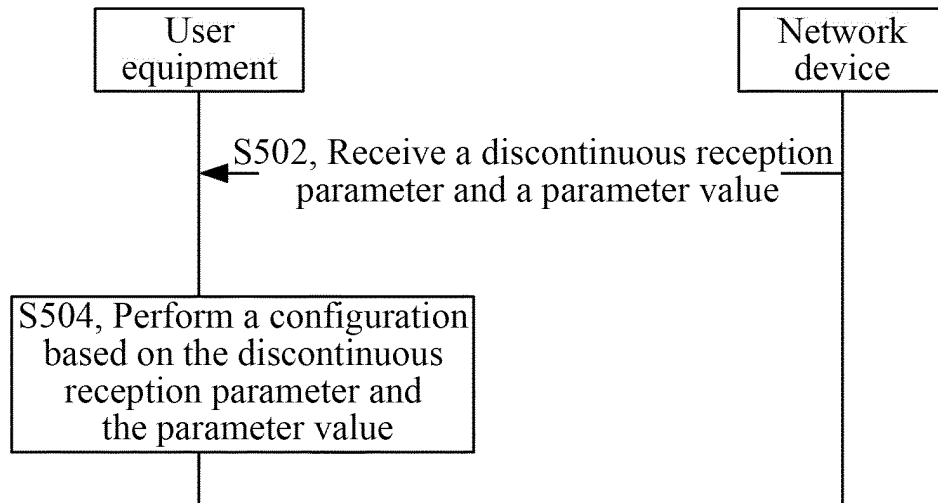 User
equipment
Network
device
S502, Receive a discontinuous reception
parameter and a parameter value
S504, Perform a configuration
based on the discontinuous
reception parameter and
the parameter value